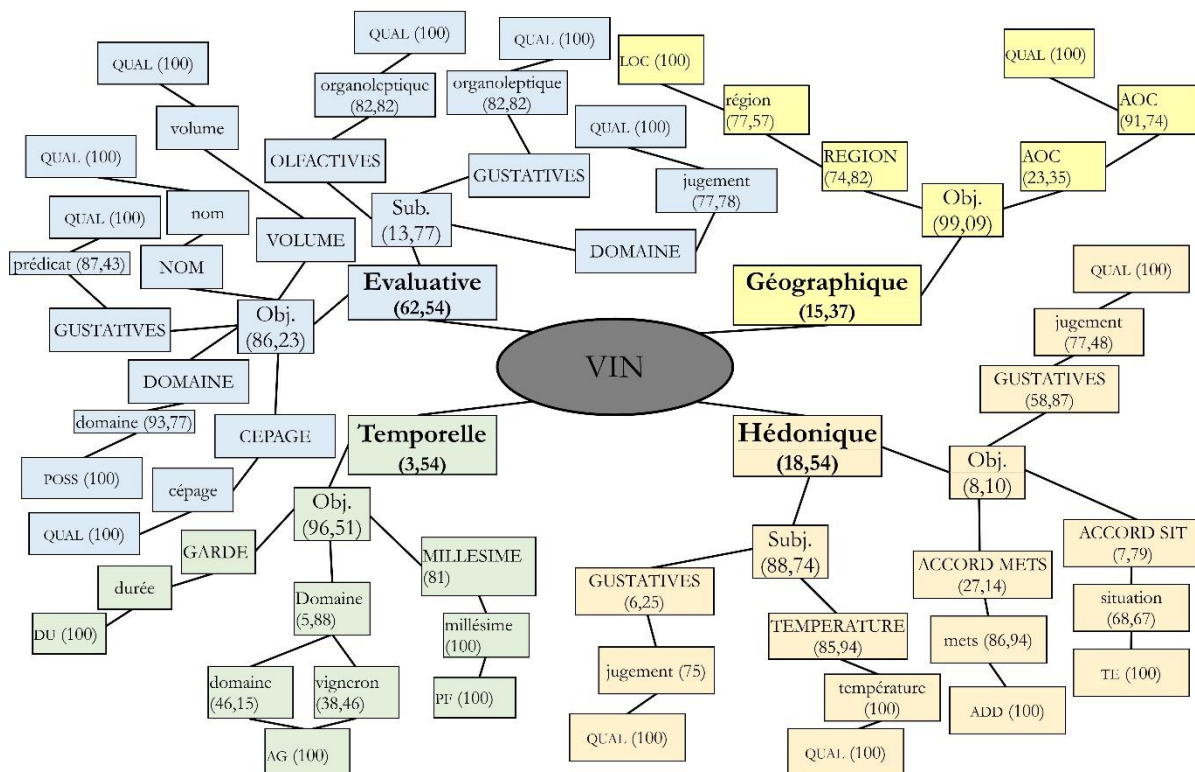 QUAL (100)
QUAL (100)
organoleptique
(82,82)
organoleptique
(82,82)
OLFACTIVES
GUSTATIVES
QUAL (100)
jugement
(77,78)
DOMAINE
Sub.
(13,77)
QUAL (100)
volume
VOLUME
QUAL (100)
nom
NOM
QUAL (100)
prédicat (87,43)
GUSTATIVES
Obj.
(86,23)
DOMAINE
domaine (93,77)
POSS (100)
CEPAGE
cépage
QUAL (100)
Evaluative
(62,54)
LOC (100)
région
(77,57)
REGION
(74,82)
QUAL (100)
AOC
(91,74)
AOC
(23,35)
Obj.
(99,09)
Géographique
(15,37)
VIN
Temporelle
(3,54)
Obj.
(96,51)
GARDE
durée
DU (100)
Domaine
(5,88)
domaine
(46,15)
vigneron
(38,46)
AG (100)
MILLESIME
(81)
millésime
(100)
PF (100)
Hédonique
(18,54)
QUAL (100)
jugement
(77,48)
GUSTATIVES
(58,87)
Obj.
(8,10)
ACCORD SIT
(7,79)
situation
(68,67)
TE (100)
ACCORD METS
(27,14)
mets (86,94)
ADD (100)
Subj.
(88,74)
GUSTATIVES
(6,25)
jugement (75)
QUAL (100)
TEMPERATURE
(85,94)
température
(100)
QUAL (100)